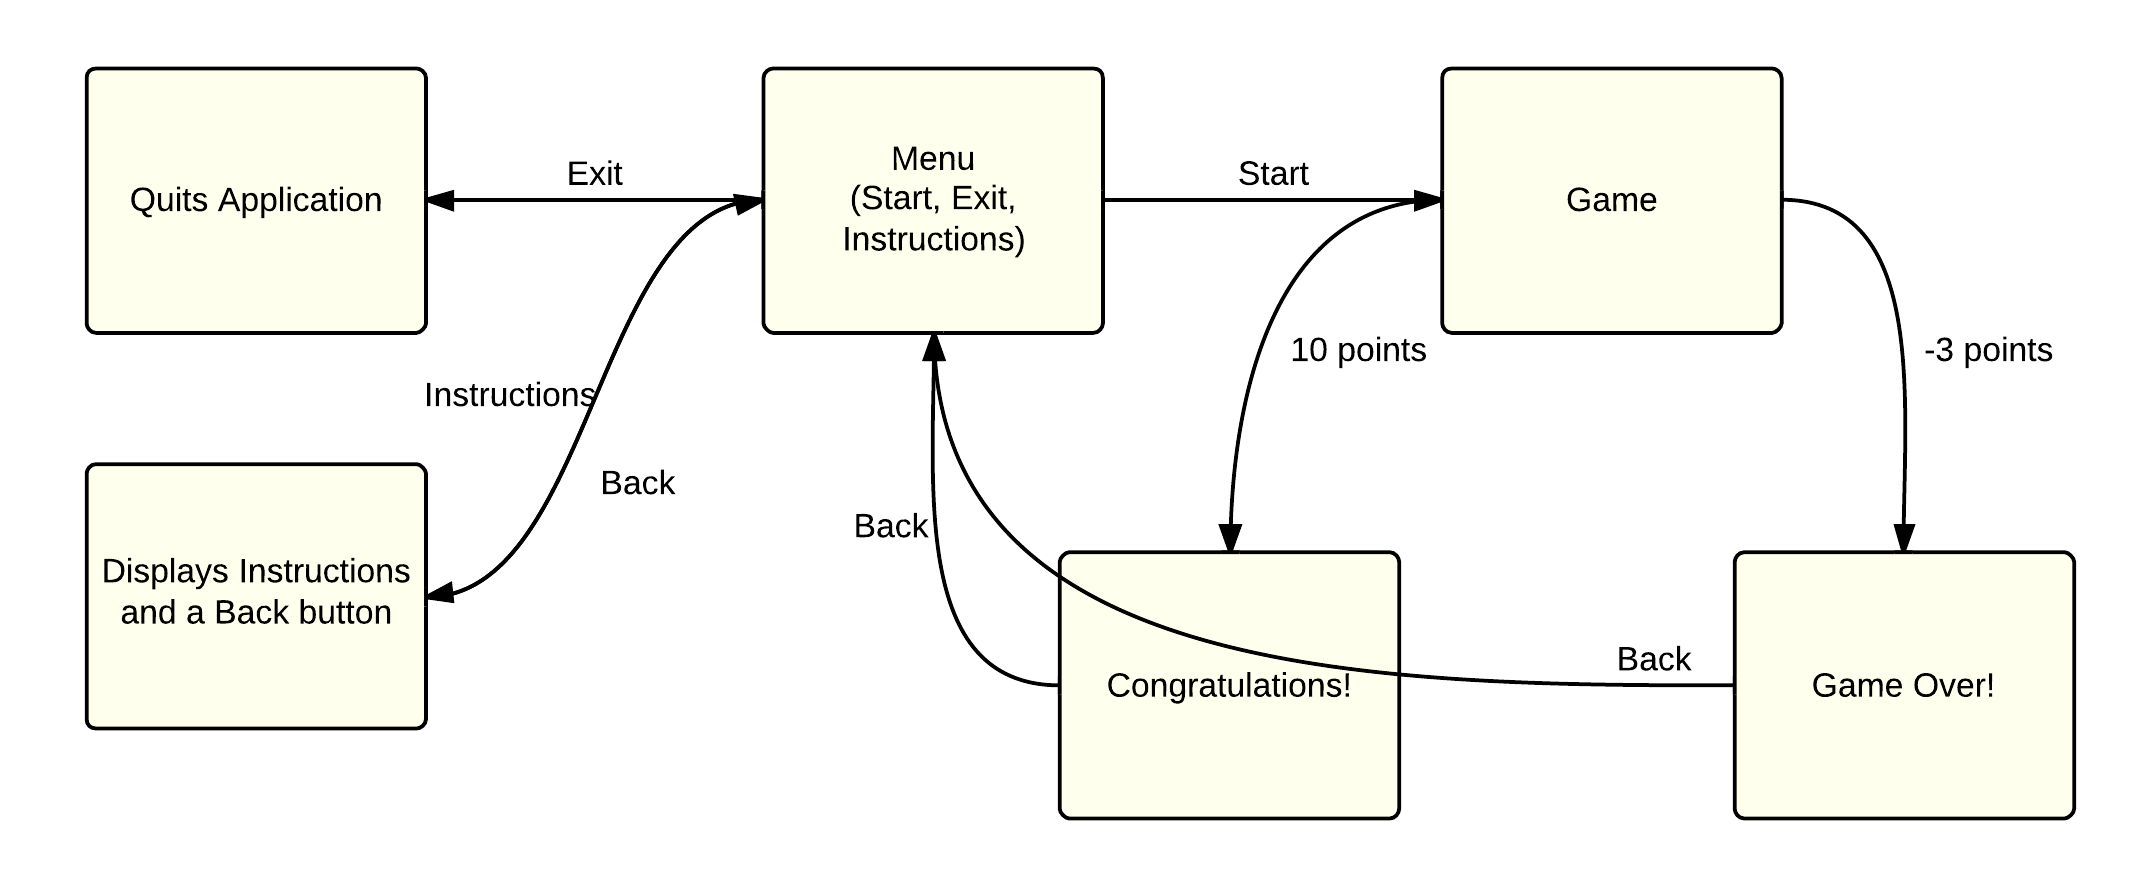 Exit
Start
Quits Application
Menu
(Start, Exit,
Instructions)
Game
10 points
-3 points
Instructions
Back
Back
Displays Instructions
and a Back button
Back
Congratulations!
Game Over!